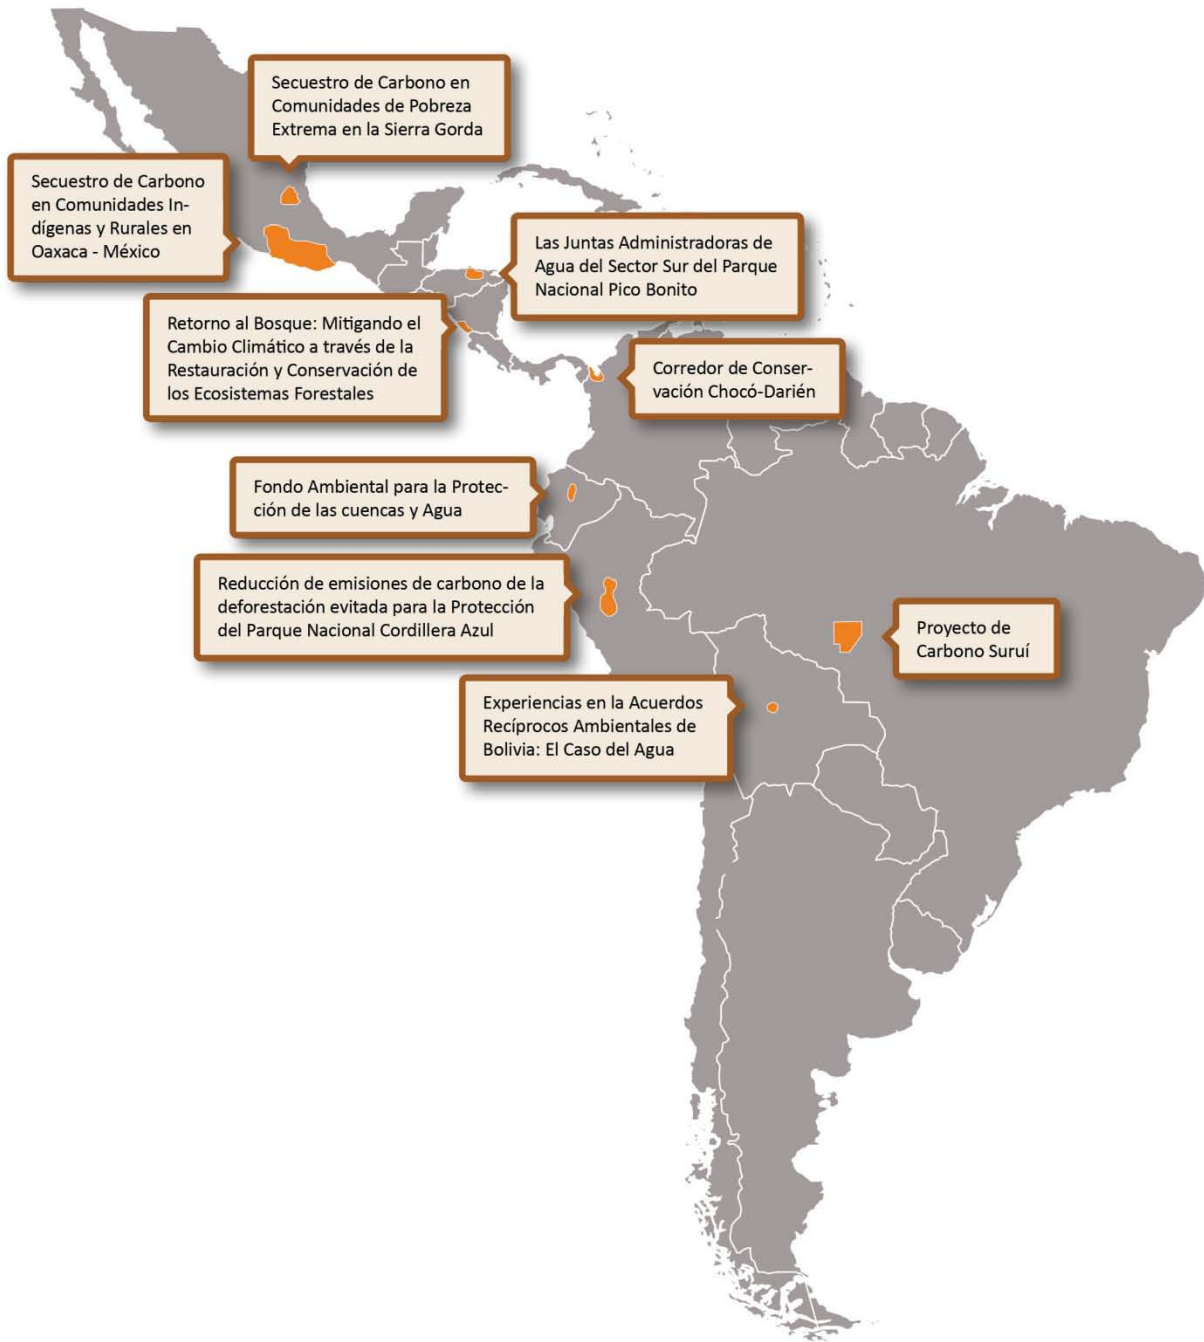 Secuestro de Carbono en
Comunidades de Pobreza
Extrema en la Sierra Gorda
Secuestro de Carbono
en Comunidades In-
dígenas y Rurales en
Oaxaca - México
Las Juntas Administradoras de
Agua del Sector Sur del Parque
Nacional Pico Bonito
Retorno al Bosque: Mitigando el
Cambio Climático a través de la
Restauración y Conservación de
los Ecosistemas Forestales
Corredor de Conser-
vación Chocó-Darién
Fondo Ambiental para la Protec-
ción de las cuencas y Agua
Reducción de emisiones de carbono de la
deforestación evitada para la Protección
del Parque Nacional Cordillera Azul
Proyecto de
Carbono Suruí
Experiencias en la Acuerdos
Recíprocos Ambientales de
Bolivia: El Caso del Agua